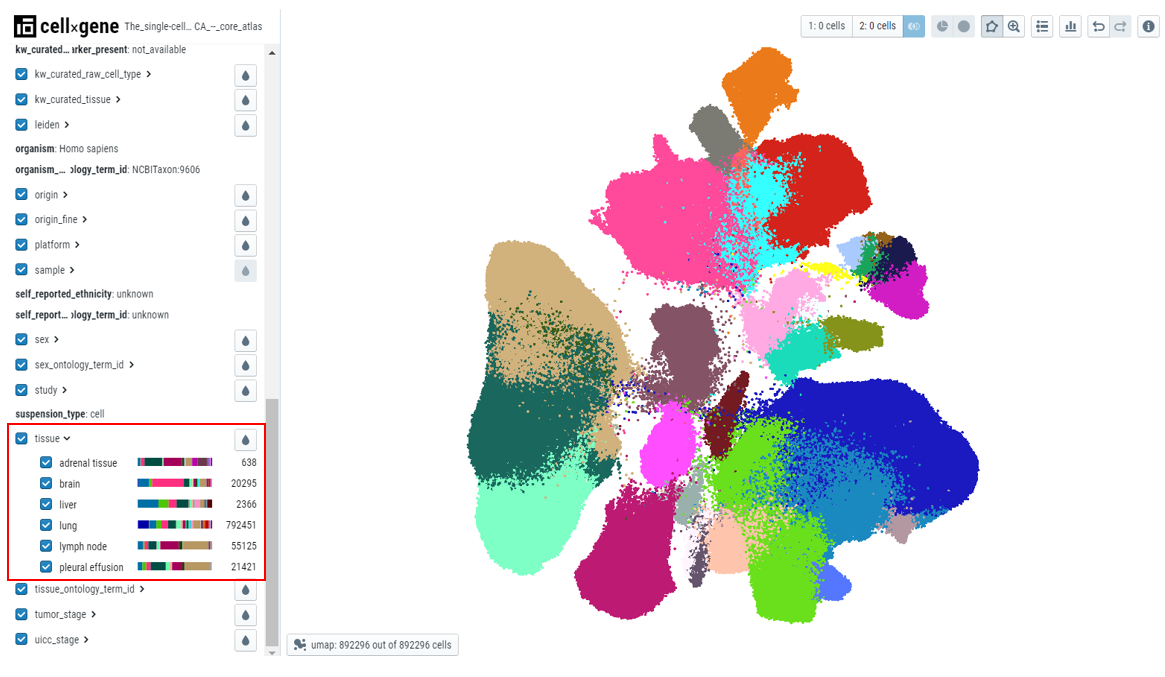 cell×gene The_single-cell… CA_--_core_atlas
1: 0 cells 2: 0 cells
kw_curated… ırker_present: not_available
kw_curated_raw_cell_type
kw_curated_tissue
leiden
organism: Homo sapiens
organism_… ɔlogy_term_id: NCBITaxon:9606
origin
origin_fine
platform
sample
self_reported_ethnicity: unknown
self_report… ɔlogy_term_id: unknown
sex
sex_ontology_term_id
study
suspension_type: cell
tissue
adrenal tissue 638
brain 20295
liver 2366
lung 792451
lymph node 55125
pleural effusion 21421
tissue_ontology_term_id
tumor_stage
uicc_stage
umap: 892296 out of 892296 cells